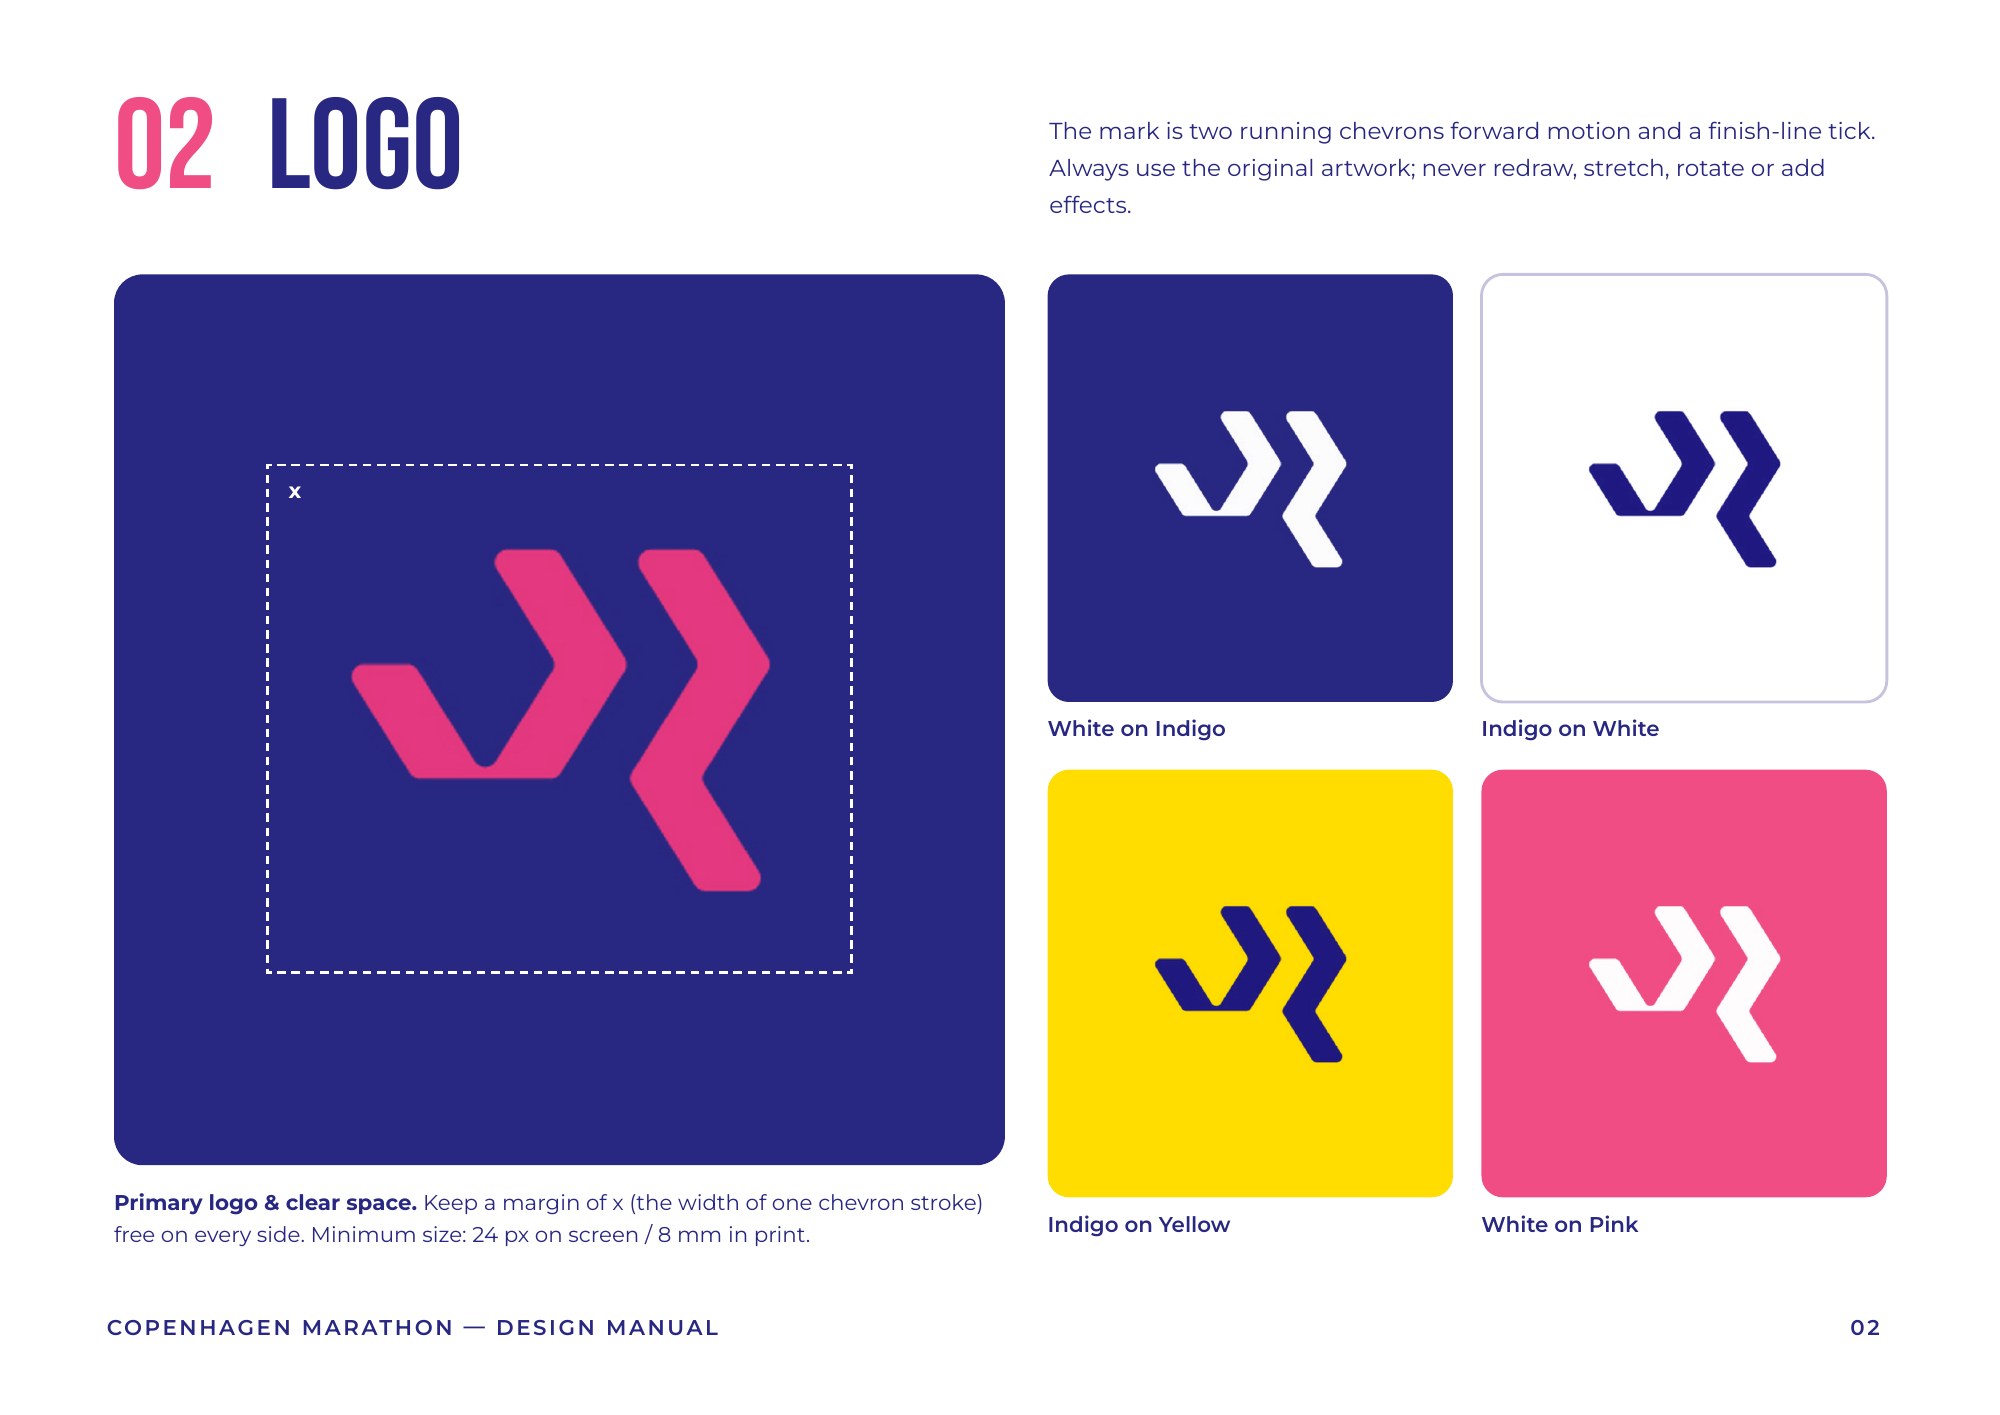 02 LOGO
The mark is two running chevrons forward motion and a finish-line tick.
Always use the original artwork; never redraw, stretch, rotate or add
effects.
x
White on Indigo
Indigo on White
Primary logo & clear space. Keep a margin of x (the width of one chevron stroke)
free on every side. Minimum size: 24 px on screen / 8 mm in print.
Indigo on Yellow
White on Pink
COPENHAGEN MARATHON — DESIGN MANUAL
02